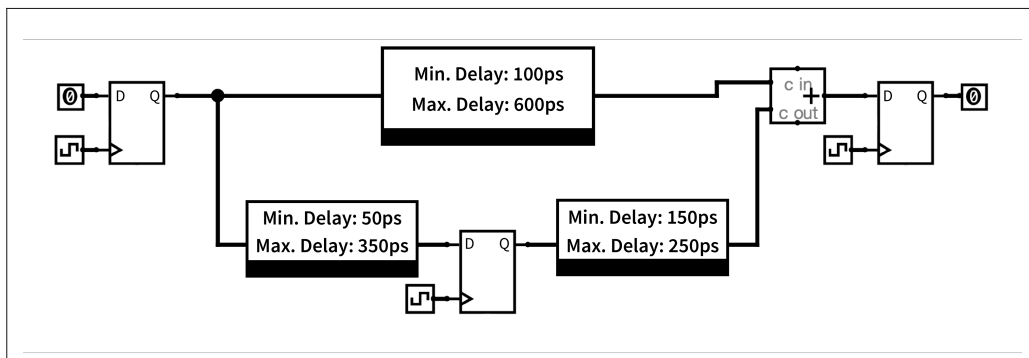 Min. Delay: 100ps
Max. Delay: 600ps
0
D Q
c in
+
c out
D Q
0
Min. Delay: 50ps
Max. Delay: 350ps
D Q
Min. Delay: 150ps
Max. Delay: 250ps